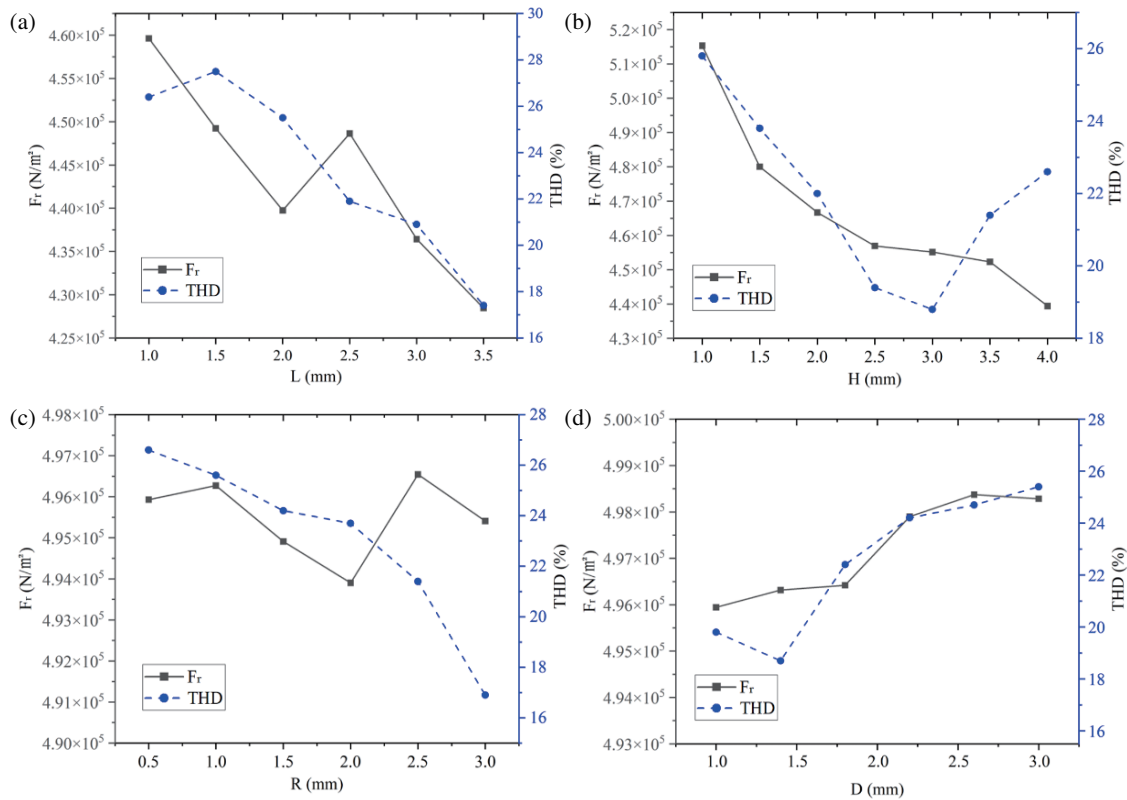 (a)
4.60×10⁵
4.55×10⁵
4.50×10⁵
4.45×10⁵
4.40×10⁵
4.35×10⁵
4.30×10⁵
4.25×10⁵
Fᵣ (N/m²)
Fᵣ
THD
1.0 1.5 2.0 2.5 3.0 3.5
L (mm)
30
28
26
24
22
20
18
16
THD (%)
(b)
5.2×10⁵
5.1×10⁵
5.0×10⁵
4.9×10⁵
4.8×10⁵
4.7×10⁵
4.6×10⁵
4.5×10⁵
4.4×10⁵
4.3×10⁵
Fᵣ (N/m²)
Fᵣ
THD
1.0 1.5 2.0 2.5 3.0 3.5 4.0
H (mm)
26
24
22
20
18
THD (%)
(c)
4.98×10⁵
4.97×10⁵
4.96×10⁵
4.95×10⁵
4.94×10⁵
4.93×10⁵
4.92×10⁵
4.91×10⁵
4.90×10⁵
Fᵣ (N/m²)
Fᵣ
THD
0.5 1.0 1.5 2.0 2.5 3.0
R (mm)
28
26
24
22
20
18
16
THD (%)
(d)
5.00×10⁵
4.99×10⁵
4.98×10⁵
4.97×10⁵
4.96×10⁵
4.95×10⁵
4.94×10⁵
4.93×10⁵
Fᵣ (N/m²)
Fᵣ
THD
1.0 1.5 2.0 2.5 3.0
D (mm)
28
26
24
22
20
18
16
THD (%)